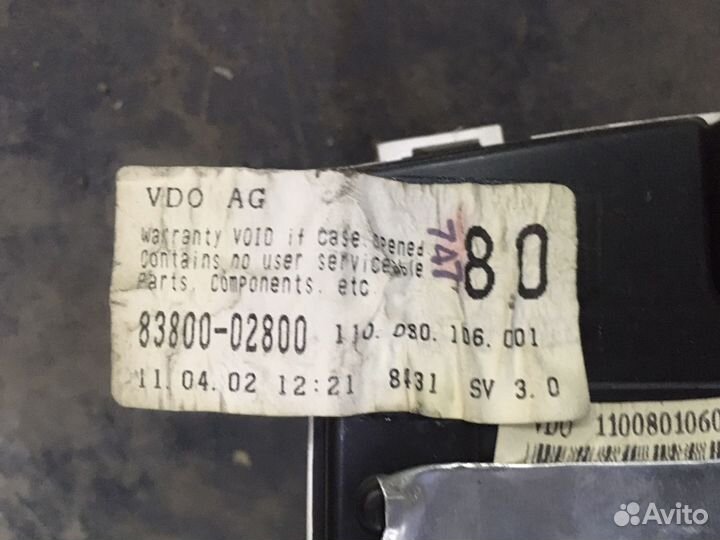 VDO AG
Warranty VOID if case opened
Contains no user serviceable
Parts, Components. etc
7A7
80
83800-02800 110.080.106.001
11.04.02 12:21 8431 SV 3.0
VDO 1100801060
Avito